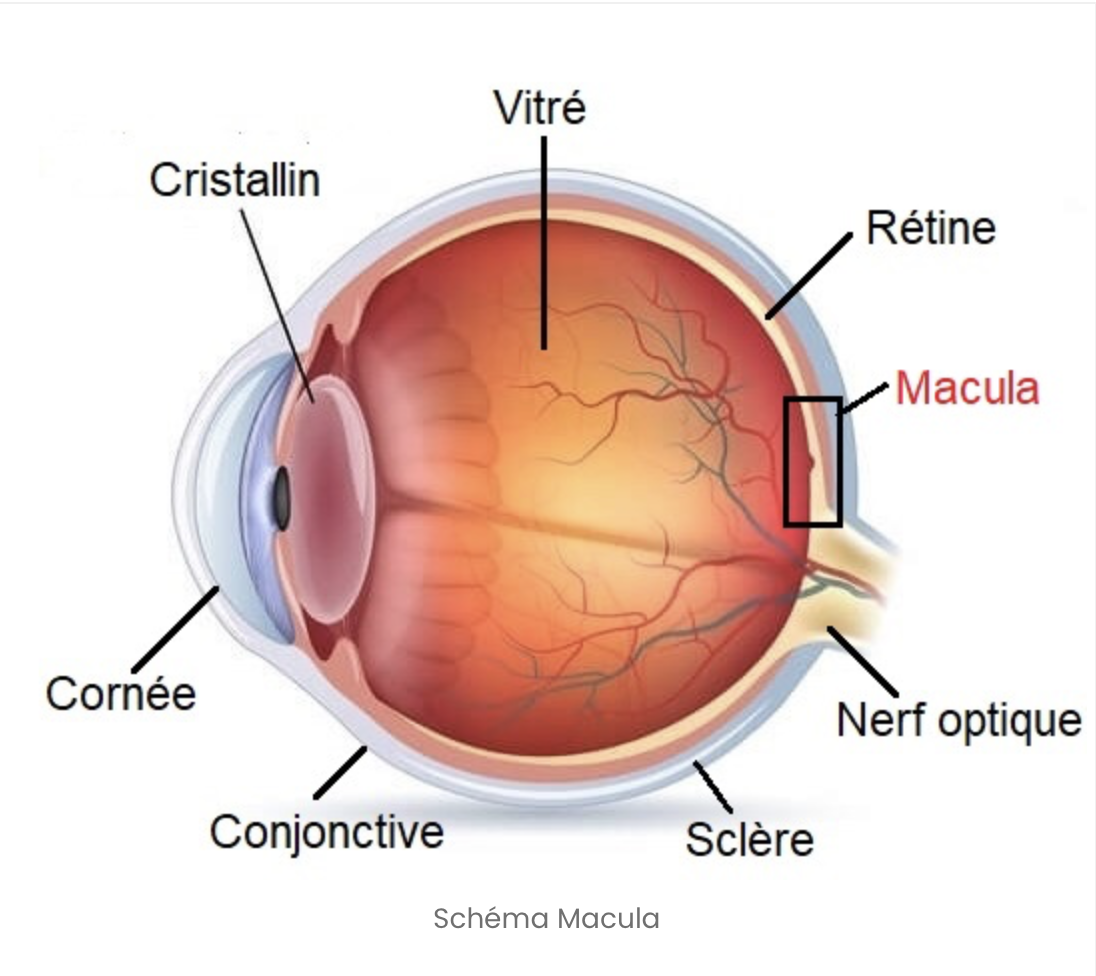 Vitré
Cristallin
Rétine
Macula
Cornée
Nerf optique
Conjonctive
Sclère
Schéma Macula